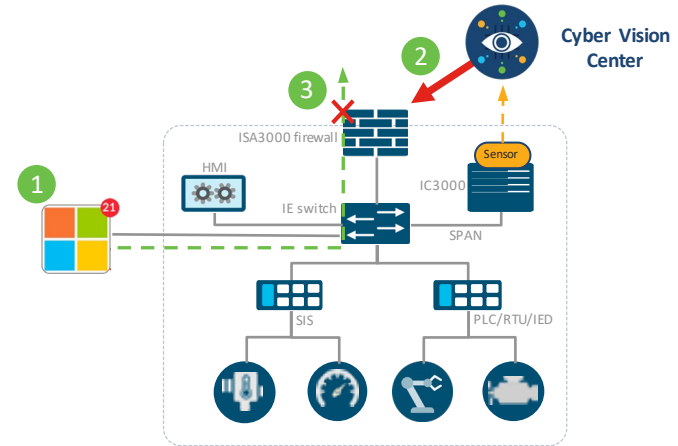 Cyber Vision
Center
2
3
ISA3000 firewall
Sensor
HMI
IC3000
1
21
IE switch
SPAN
SIS
PLC/RTU/IED